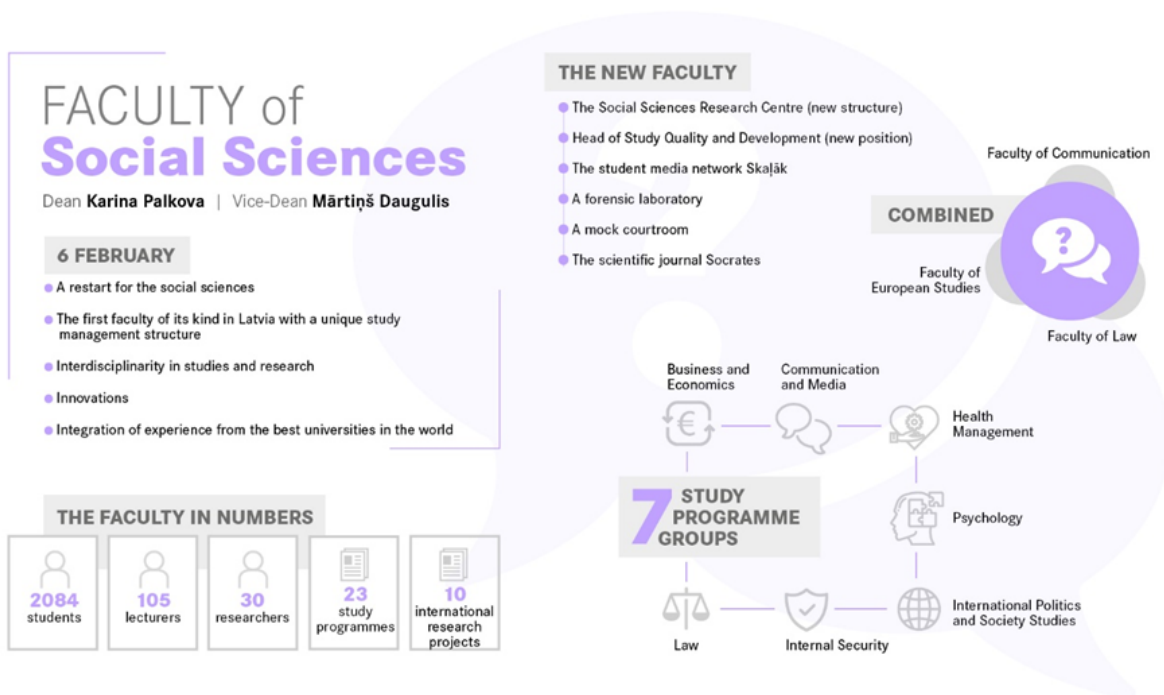 FACULTY of
Social Sciences
Dean Karina Palkova | Vice-Dean Mārtiņš Daugulis
6 FEBRUARY
A restart for the social sciences
The first faculty of its kind in Latvia with a unique study
management structure
Interdisciplinarity in studies and research
Innovations
Integration of experience from the best universities in the world
THE FACULTY IN NUMBERS
2084
students
105
lecturers
30
researchers
23
study
programmes
10
international
research
projects
THE NEW FACULTY
The Social Sciences Research Centre (new structure)
Head of Study Quality and Development (new position)
The student media network Skaļāk
A forensic laboratory
A mock courtroom
The scientific journal Socrates
COMBINED
Faculty of Communication
?
Faculty of
European Studies
Faculty of Law
7 STUDY
PROGRAMME
GROUPS
Business and
Economics
€
Communication
and Media
Health
Management
Psychology
International Politics
and Society Studies
Internal Security
Law